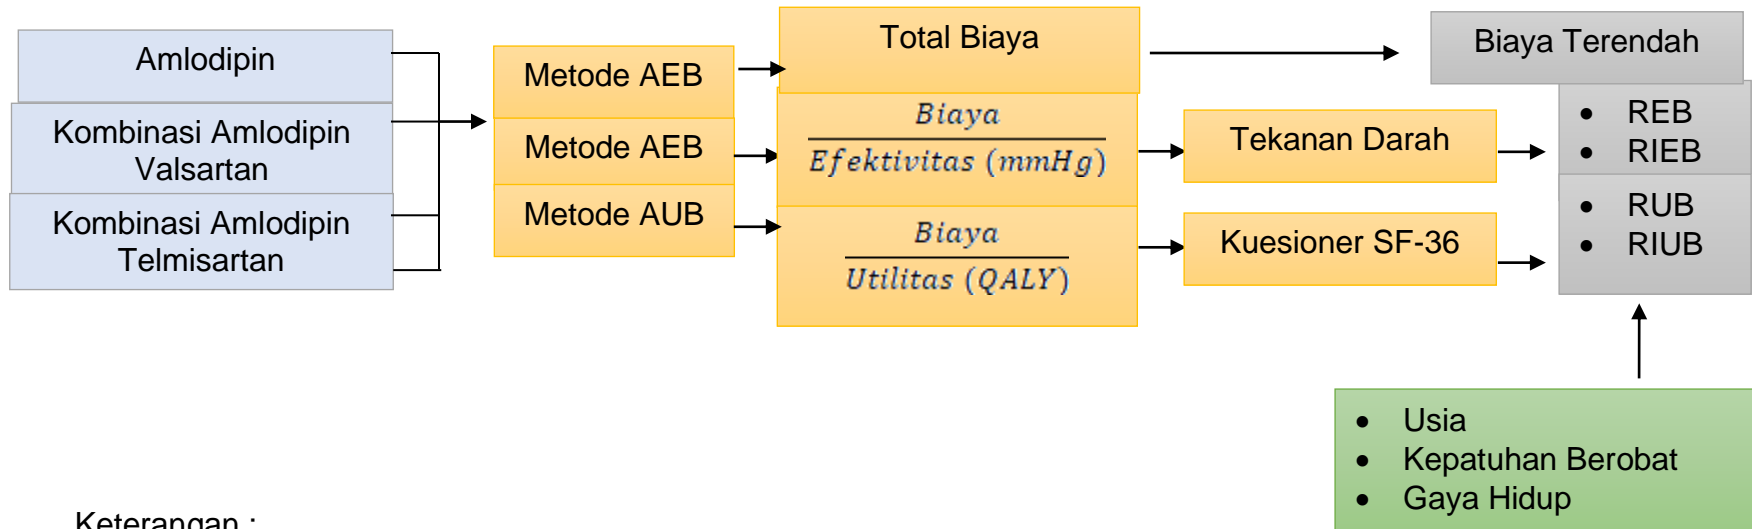 Amlodipin
Kombinasi Amlodipin
Valsartan
Kombinasi Amlodipin
Telmisartan
Metode AEB
Metode AEB
Metode AUB
Total Biaya
Biaya
Efektivitas (mmHg)
Biaya
Utilitas (QALY)
Tekanan Darah
Kuesioner SF-36
Biaya Terendah
• REB
• RIEB
• RUB
• RIUB
• Usia
• Kepatuhan Berobat
• Gaya Hidup
Keterangan :